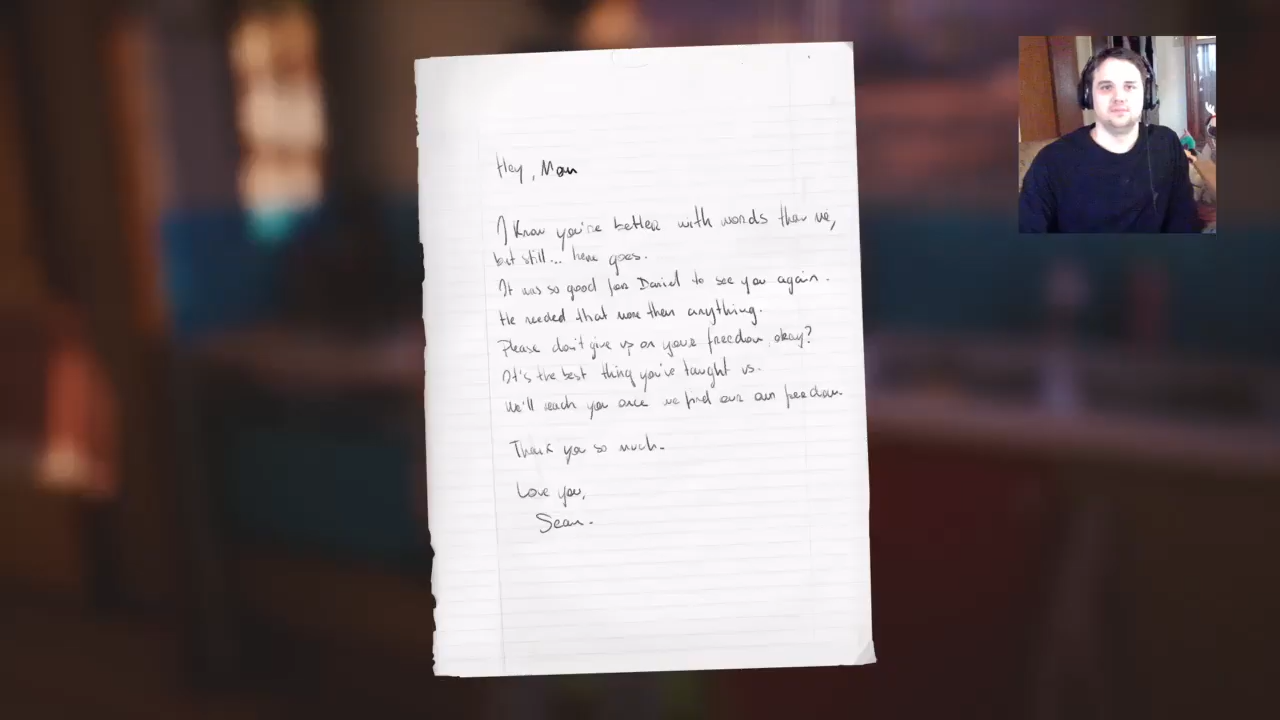 Hey, Mom
I know you're better with words than me,
but still... here goes.
It was so good for Daniel to see you again.
He needed that more than anything.
Please don't give up on your freedom, okay?
It's the best thing you've taught us.
We'll reach you once we find our own freedom.
Thank you so much.
Love you,
Sean.